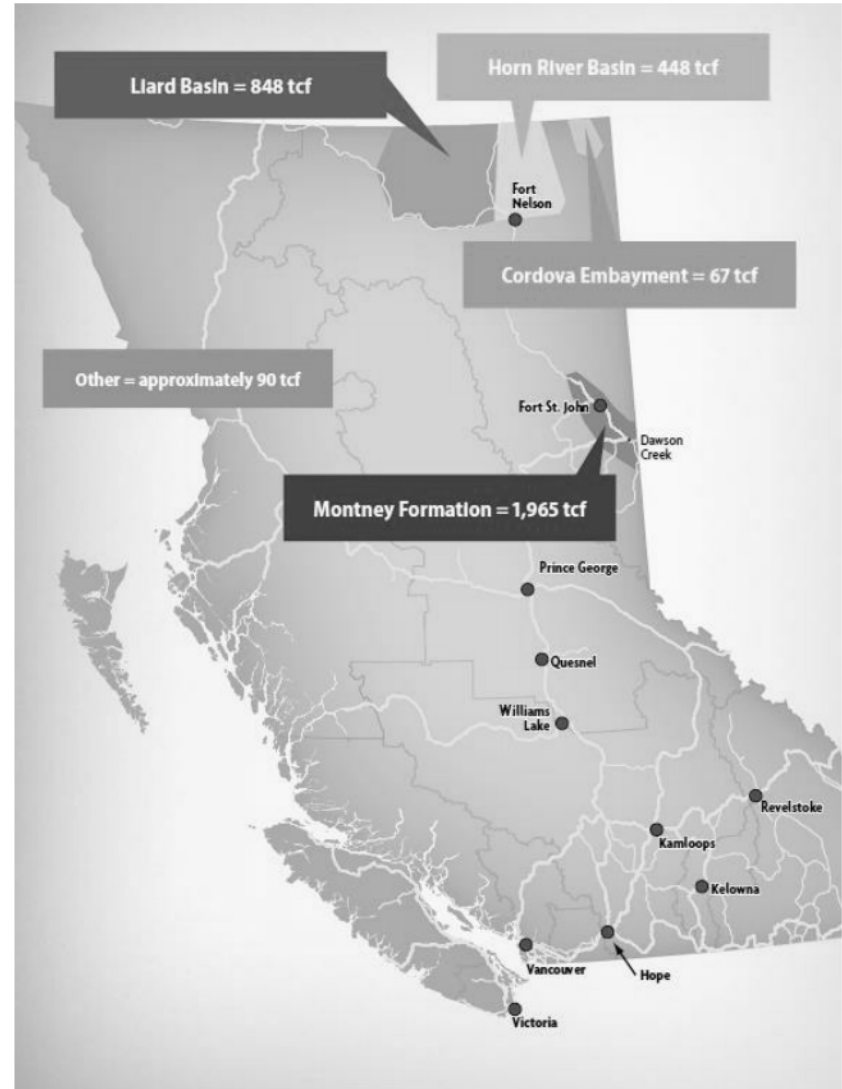 Liard Basin = 848 tcf
Horn River Basin = 448 tcf
Fort
Nelson
Cordova Embayment = 67 tcf
Other = approximately 90 tcf
Fort St. John
Dawson
Creek
Montney Formation = 1,965 tcf
Prince George
Quesnel
Williams
Lake
Revelstoke
Kamloops
Kelowna
Vancouver
Hope
Victoria